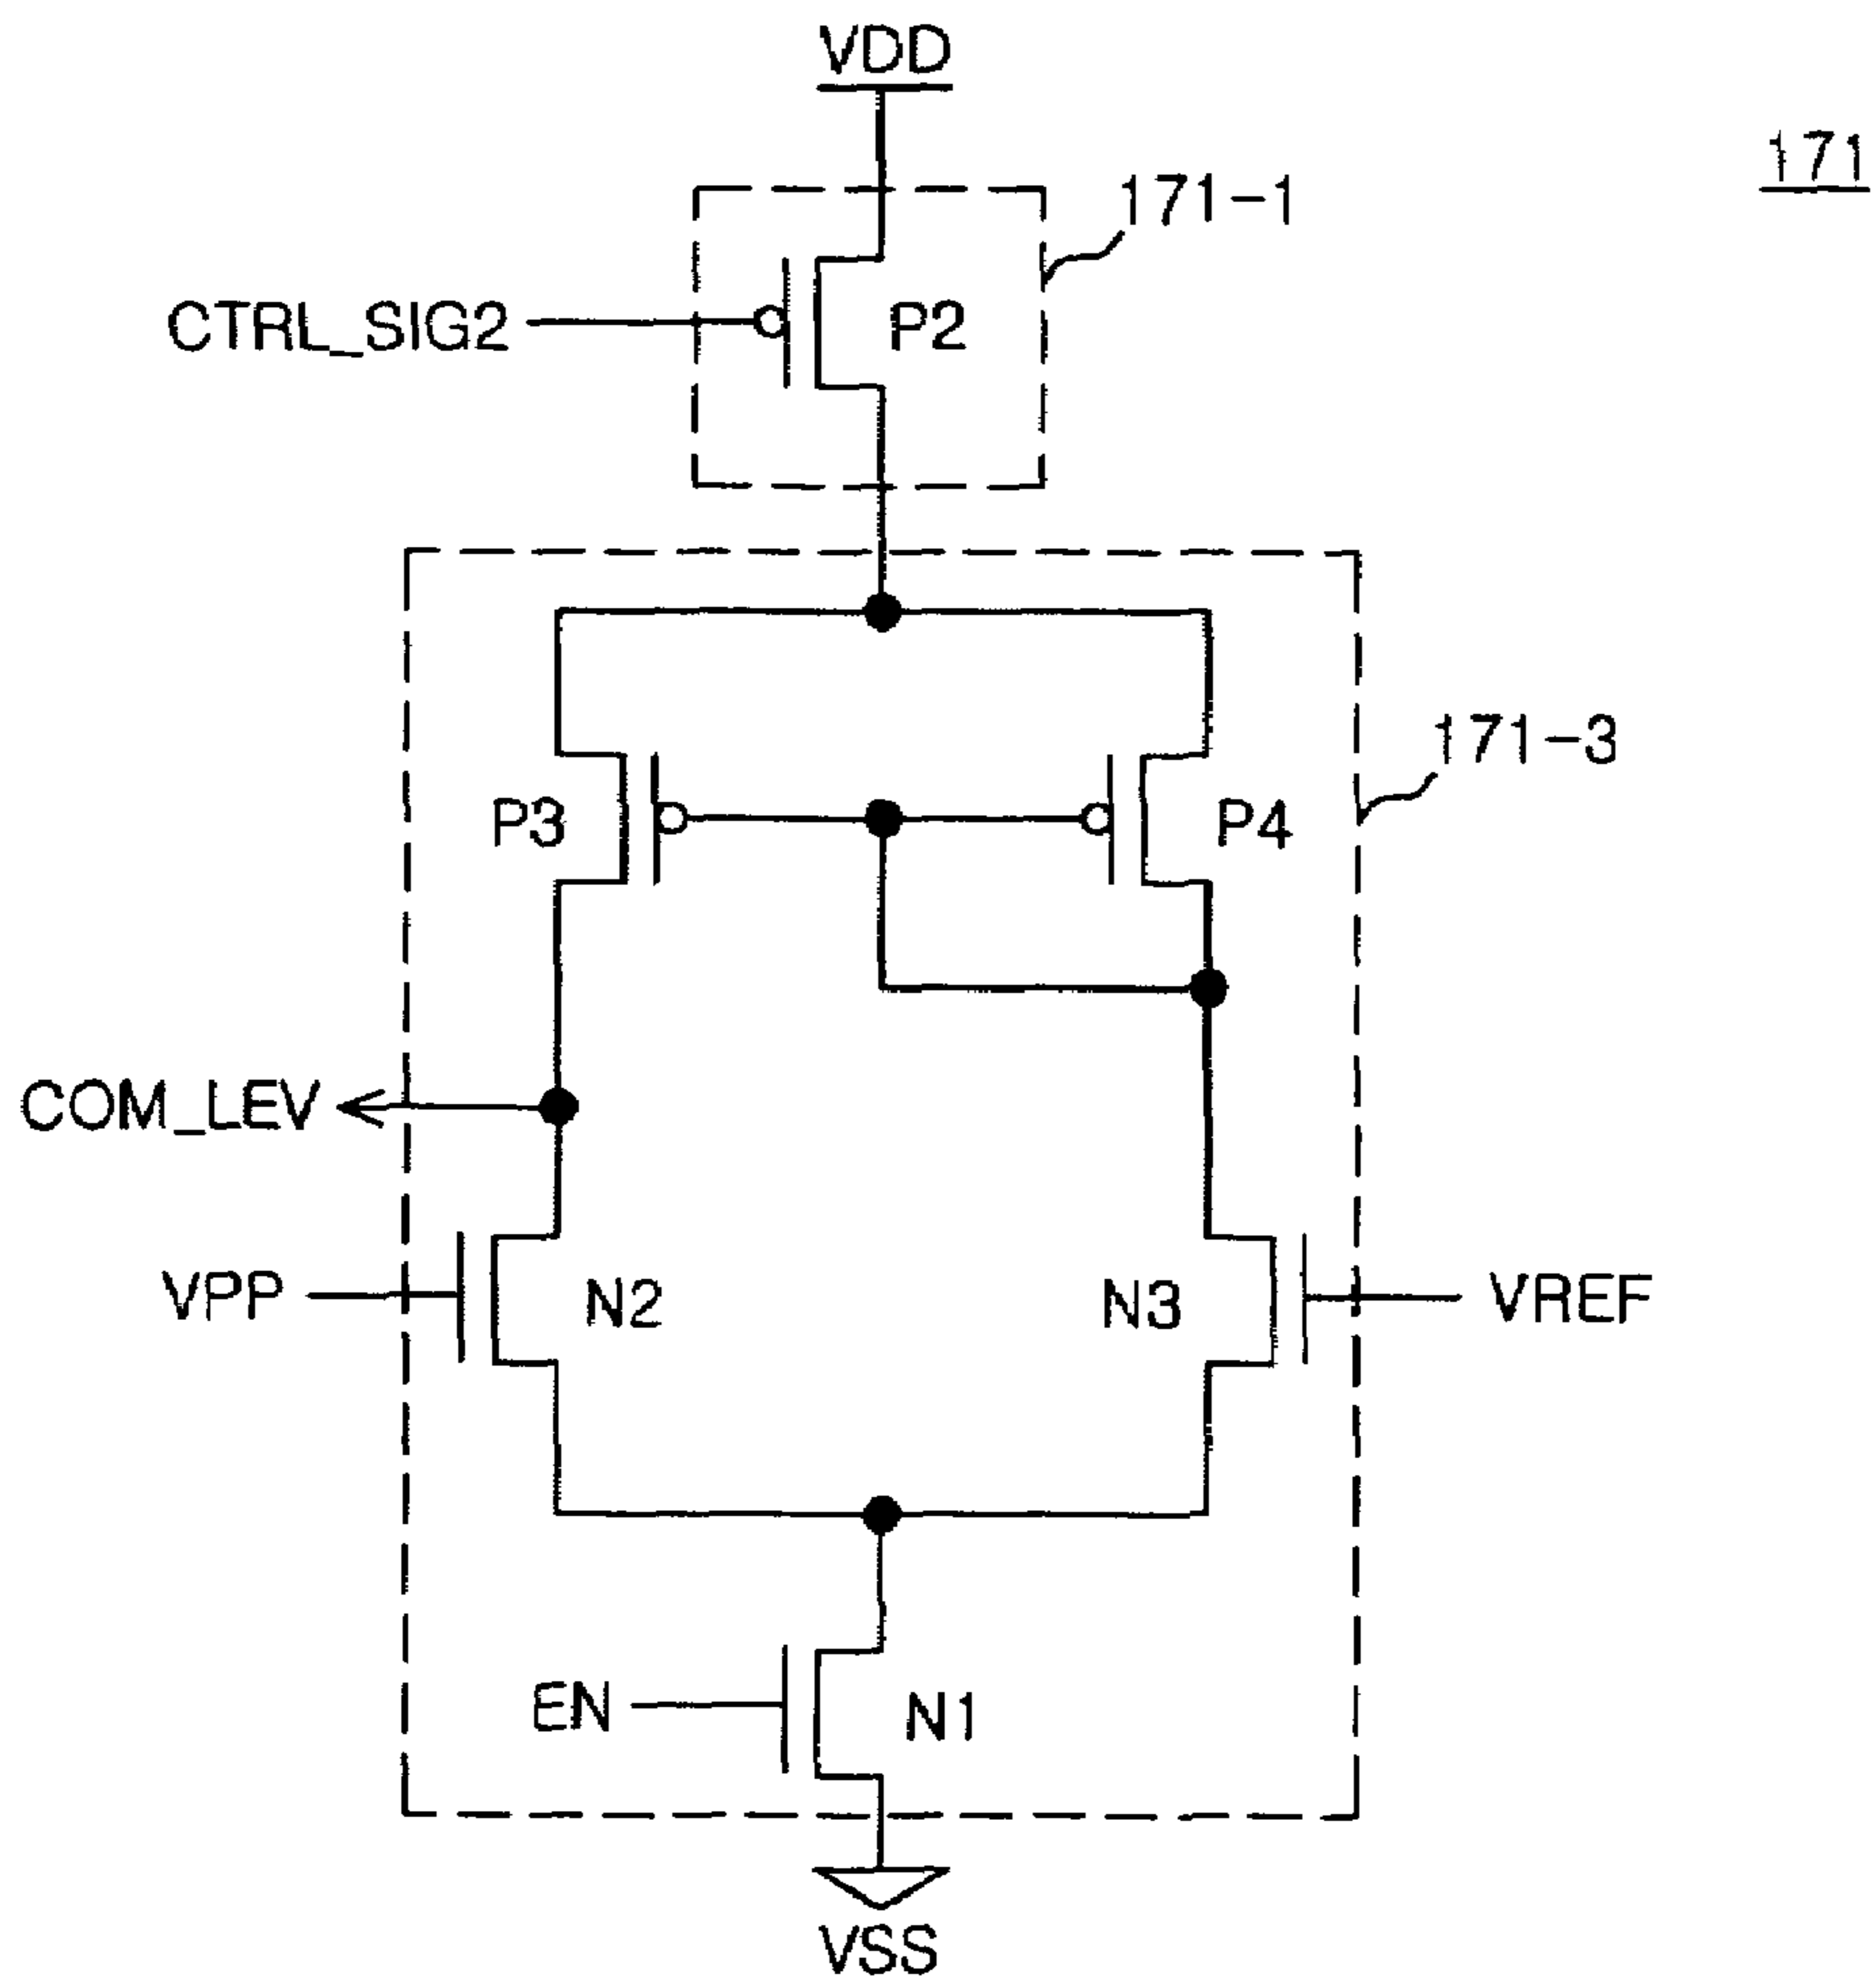 VDD
171
171-1
CTRL_SIG2
P2
171-3
P3
P4
COM_LEV
VPP
N2
N3
VREF
EN
N1
VSS